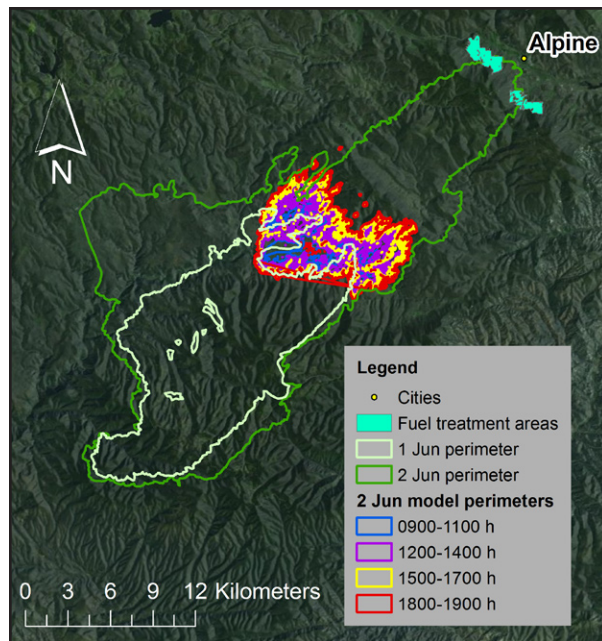 Alpine
N
Legend
Cities
Fuel treatment areas
1 Jun perimeter
2 Jun perimeter
2 Jun model perimeters
0900-1100 h
1200-1400 h
1500-1700 h
1800-1900 h
0 3 6 9 12 Kilometers